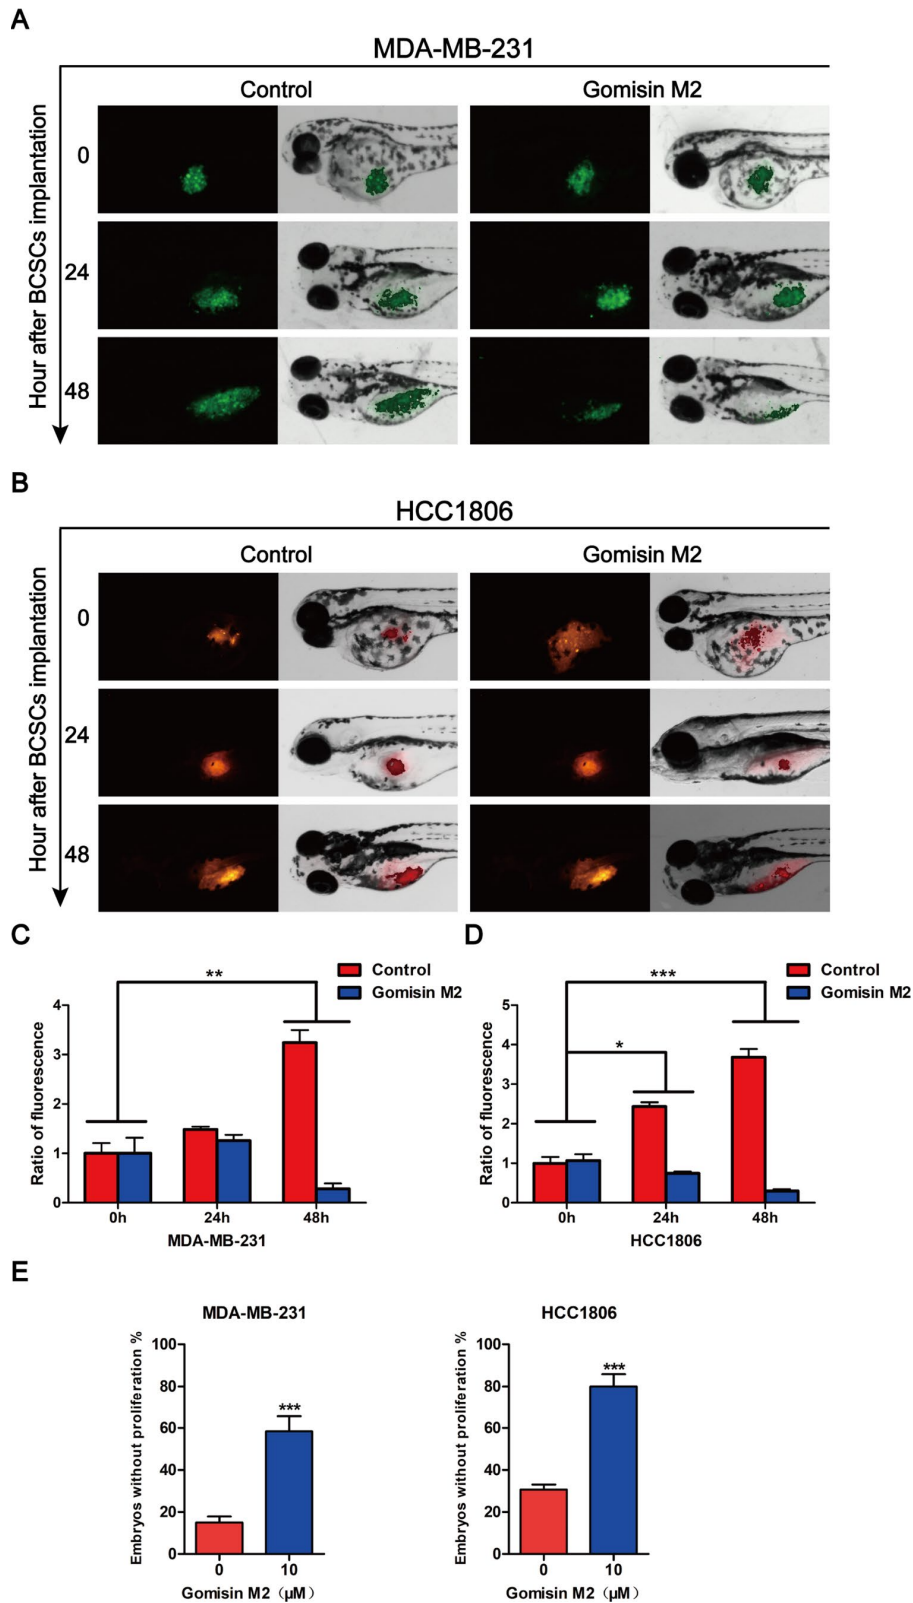 A
MDA-MB-231
Control Gomisin M2
Hour after BCSCs implantation
0
24
48
B
HCC1806
Control Gomisin M2
Hour after BCSCs implantation
0
24
48
C
Control
Gomisin M2
**
Ratio of fluorescence
4
3
2
1
0
0h 24h 48h
MDA-MB-231
D
Control
Gomisin M2
***
*
Ratio of fluorescence
5
4
3
2
1
0
0h 24h 48h
HCC1806
E
MDA-MB-231
Embryos without proliferation %
100
80
60
40
20
0
***
0 10
Gomisin M2（μM）
HCC1806
Embryos without proliferation %
100
80
60
40
20
0
***
0 10
Gomisin M2（μM）